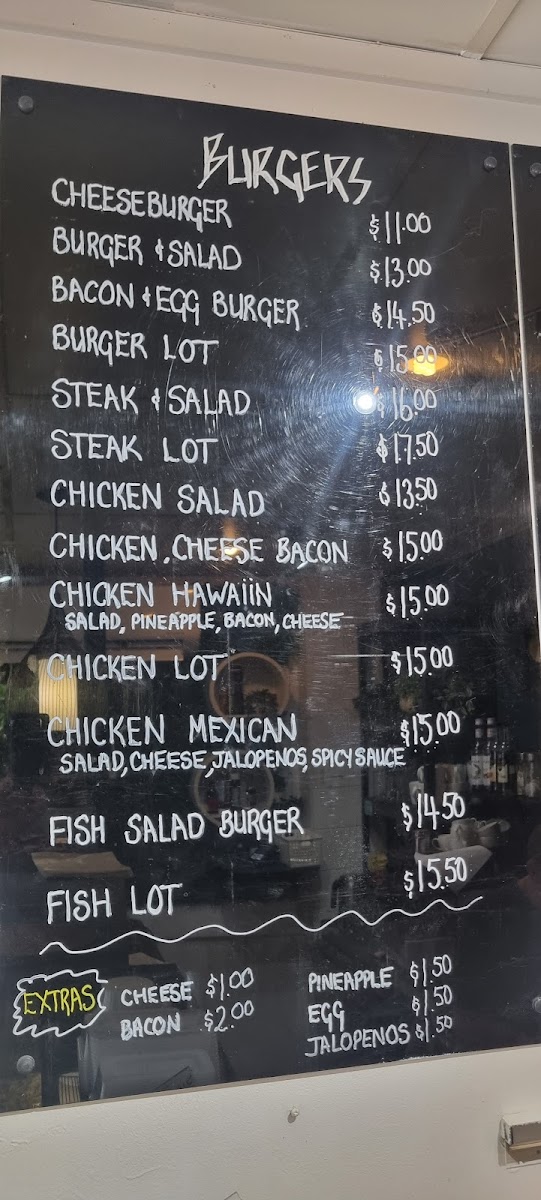 BURGERS
CHEESEBURGER $11.00
BURGER & SALAD $13.00
BACON & EGG BURGER $14.50
BURGER LOT $15.00
STEAK & SALAD $16.00
STEAK LOT $17.50
CHICKEN SALAD $13.50
CHICKEN, CHEESE BACON $15.00
CHICKEN HAWAIIN $15.00
SALAD, PINEAPPLE, BACON, CHEESE
CHICKEN LOT $15.00
CHICKEN MEXICAN $15.00
SALAD, CHEESE, JALOPENOS, SPICY SAUCE
FISH SALAD BURGER $14.50
FISH LOT $15.50
EXTRAS
CHEESE $1.00
BACON $2.00
PINEAPPLE $1.50
EGG $1.50
JALOPENOS $1.50